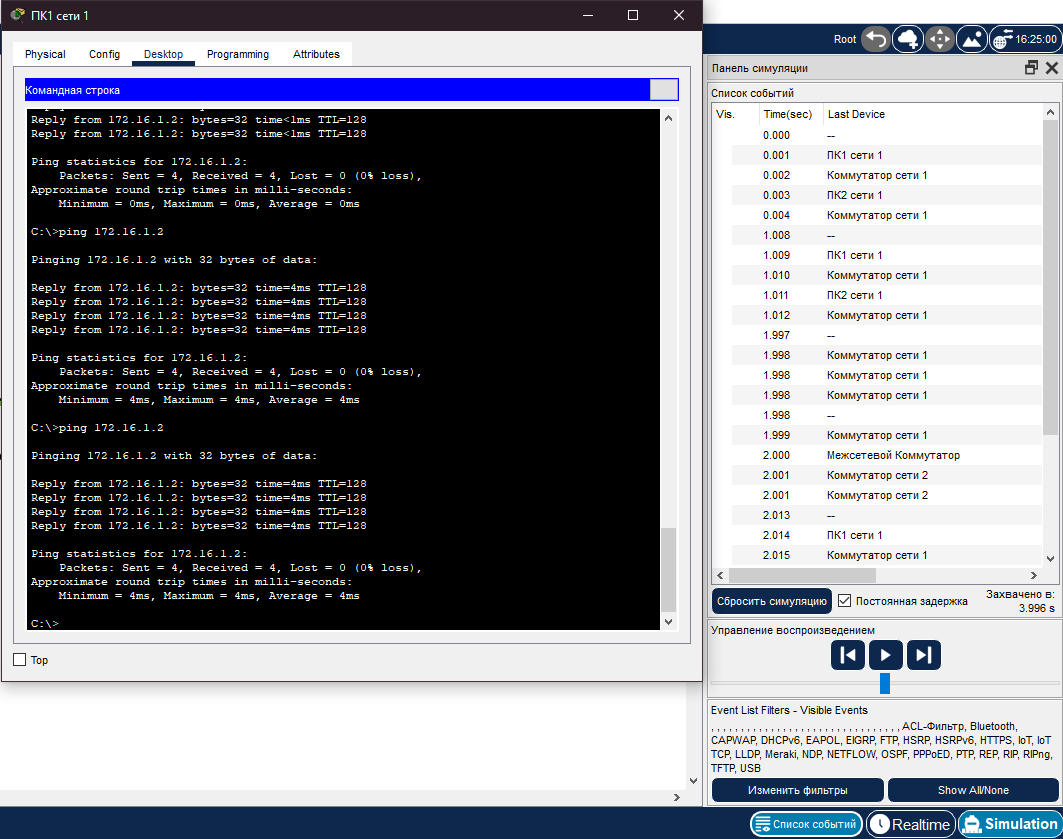 ПК1 сети 1
Physical Config Desktop Programming Attributes
Командная строка
Reply from 172.16.1.2: bytes=32 time<1ms TTL=128
Reply from 172.16.1.2: bytes=32 time<1ms TTL=128
Ping statistics for 172.16.1.2:
Packets: Sent = 4, Received = 4, Lost = 0 (0% loss),
Approximate round trip times in milli-seconds:
Minimum = 0ms, Maximum = 0ms, Average = 0ms
C:\>ping 172.16.1.2
Pinging 172.16.1.2 with 32 bytes of data:
Reply from 172.16.1.2: bytes=32 time=4ms TTL=128
Reply from 172.16.1.2: bytes=32 time=4ms TTL=128
Reply from 172.16.1.2: bytes=32 time=4ms TTL=128
Reply from 172.16.1.2: bytes=32 time=4ms TTL=128
Ping statistics for 172.16.1.2:
Packets: Sent = 4, Received = 4, Lost = 0 (0% loss),
Approximate round trip times in milli-seconds:
Minimum = 4ms, Maximum = 4ms, Average = 4ms
C:\>ping 172.16.1.2
Pinging 172.16.1.2 with 32 bytes of data:
Reply from 172.16.1.2: bytes=32 time=4ms TTL=128
Reply from 172.16.1.2: bytes=32 time=4ms TTL=128
Reply from 172.16.1.2: bytes=32 time=4ms TTL=128
Reply from 172.16.1.2: bytes=32 time=4ms TTL=128
Ping statistics for 172.16.1.2:
Packets: Sent = 4, Received = 4, Lost = 0 (0% loss),
Approximate round trip times in milli-seconds:
Minimum = 4ms, Maximum = 4ms, Average = 4ms
C:\>
Top
Root 16:25:00
Панель симуляции
Список событий
Vis. Time(sec) Last Device
0.000 --
0.001 ПК1 сети 1
0.002 Коммутатор сети 1
0.003 ПК2 сети 1
0.004 Коммутатор сети 1
1.008 --
1.009 ПК1 сети 1
1.010 Коммутатор сети 1
1.011 ПК2 сети 1
1.012 Коммутатор сети 1
1.997 --
1.998 Коммутатор сети 1
1.998 Коммутатор сети 1
1.998 Коммутатор сети 1
1.998 --
1.999 Коммутатор сети 1
2.000 Межсетевой Коммутатор
2.001 Коммутатор сети 2
2.001 Коммутатор сети 2
2.013 --
2.014 ПК1 сети 1
2.015 Коммутатор сети 1
Сбросить симуляцию Постоянная задержка Захвачено в:
3.996 s
Управление воспроизведением
Event List Filters - Visible Events
, , , , , , , , , , , , , , , , , , , , , , , , , , , , , , , , ACL-Фильтр, Bluetooth,
CAPWAP, DHCPv6, EAPOL, EIGRP, FTP, HSRP, HSRPv6, HTTPS, IoT, IoT
TCP, LLDP, Meraki, NDP, NETFLOW, OSPF, PPPoED, PTP, REP, RIP, RIPng,
TFTP, USB
Изменить фильтры Show All/None
Список событий Realtime Simulation